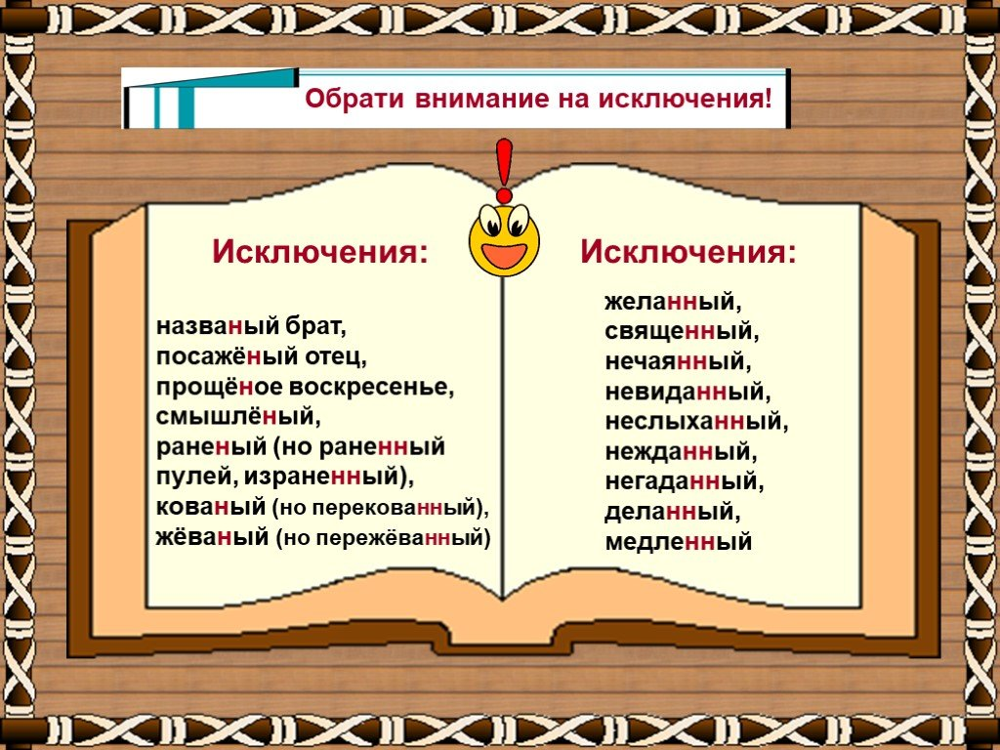 Обрати внимание на исключения!
Исключения:
названый брат,
посажёный отец,
прощёное воскресенье,
смышлёный,
раненый (но раненный
пулей, израненный),
кованый (но перекованный),
жёваный (но пережёванный)
Исключения:
желанный,
священный,
нечаянный,
невиданный,
неслыханный,
нежданный,
негаданный,
деланный,
медленный